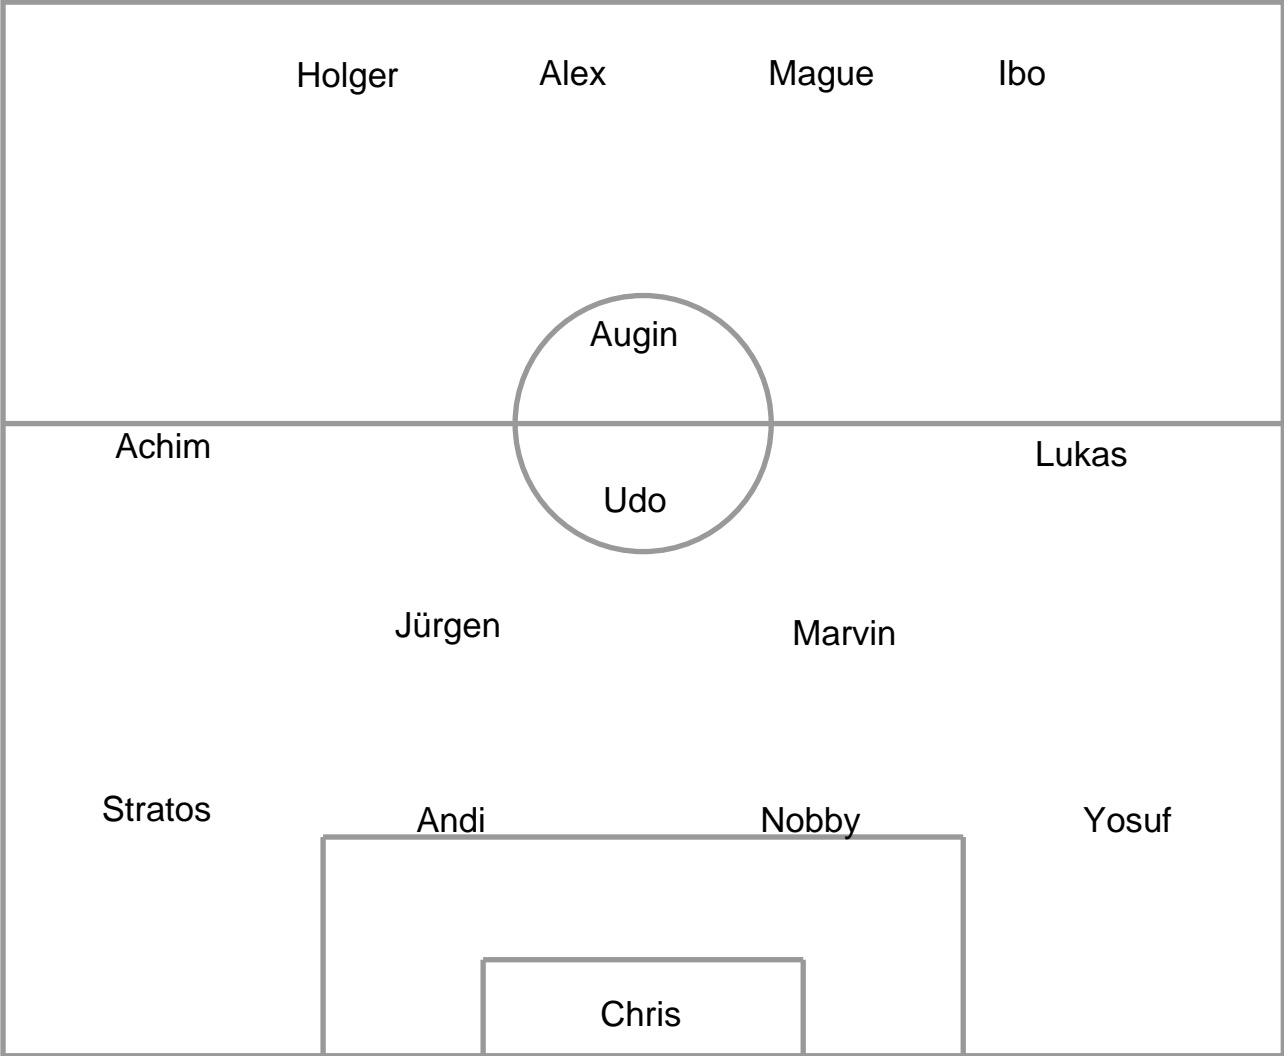 Holger Alex Mague Ibo
Augin
Achim Lukas
Udo
Jürgen Marvin
Stratos Andi Nobby Yosuf
Chris